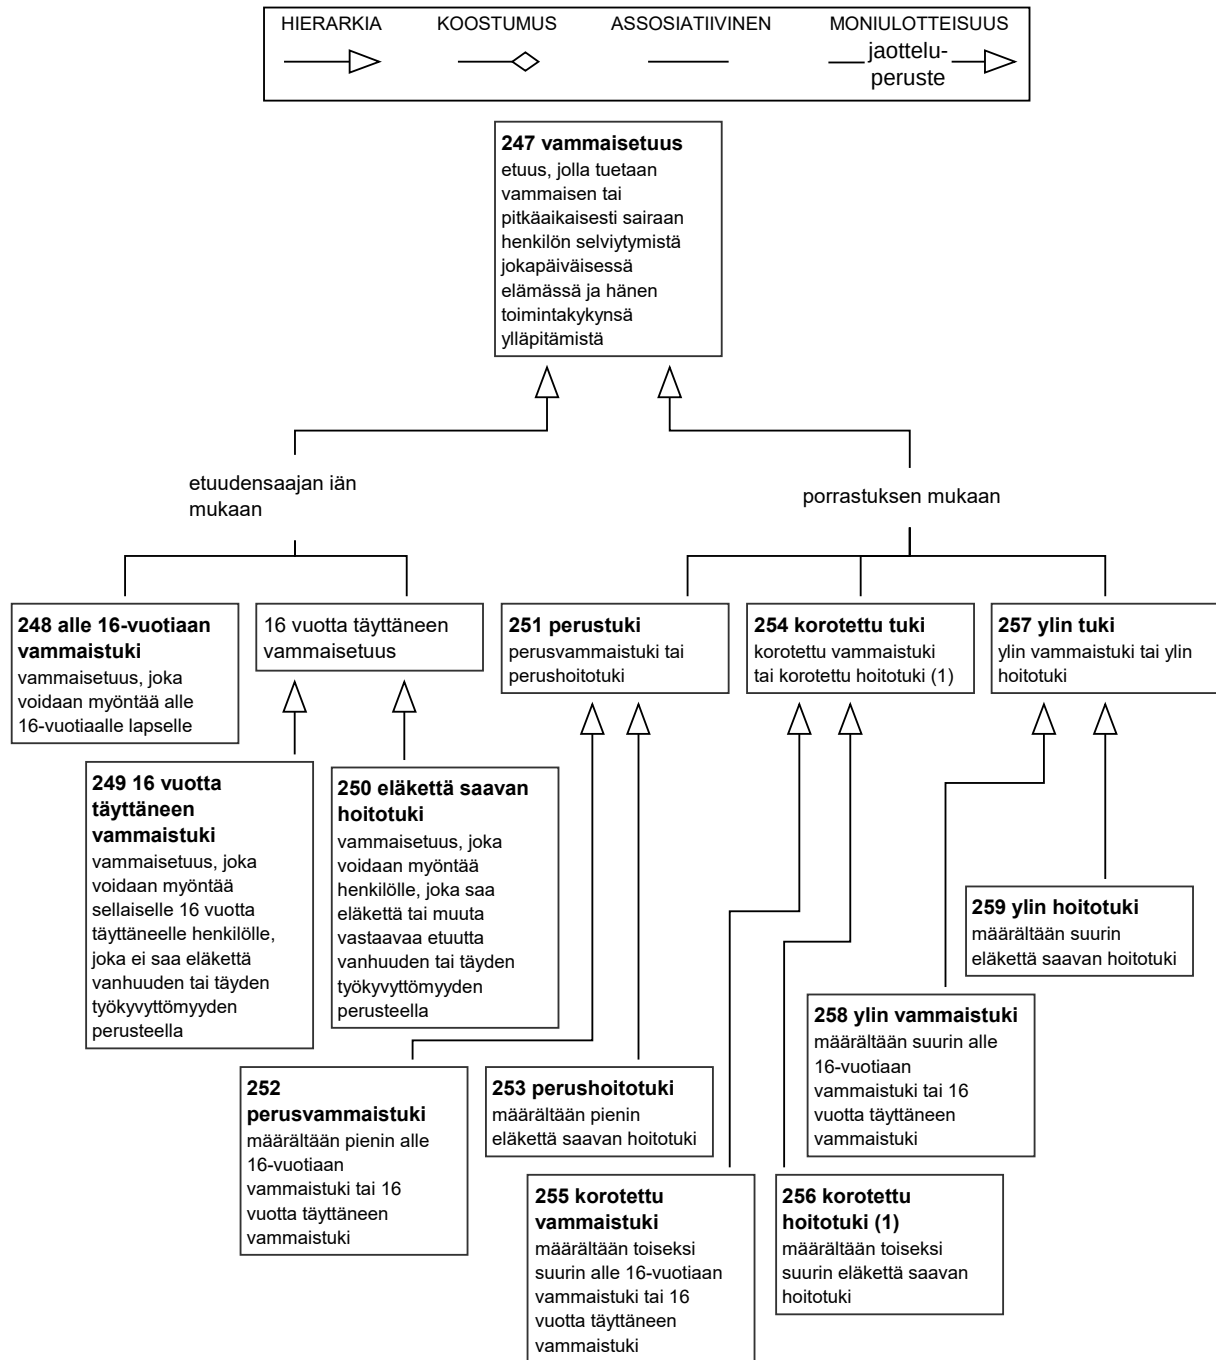 HIERARKIA
KOOSTUMUS
ASSOSIATIIVINEN
MONIULOTTEISUUS
jaottelu-
peruste
247 vammaisetuus
etuus, jolla tuetaan
vammaisen tai
pitkäaikaisesti sairaan
henkilön selviytymistä
jokapäiväisessä
elämässä ja hänen
toimintakykynsä
ylläpitämistä
etuudensaajan iän
mukaan
porrastuksen mukaan
248 alle 16-vuotiaan
vammaistuki
vammaisetuus, joka
voidaan myöntää alle
16-vuotiaalle lapselle
16 vuotta täyttäneen
vammaisetuus
251 perustuki
perusvammaistuki tai
perushoitotuki
254 korotettu tuki
korotettu vammaistuki
tai korotettu hoitotuki (1)
257 ylin tuki
ylin vammaistuki tai ylin
hoitotuki
249 16 vuotta
täyttäneen
vammaistuki
vammaisetuus, joka
voidaan myöntää
sellaiselle 16 vuotta
täyttäneelle henkilölle,
joka ei saa eläkettä
vanhuuden tai täyden
työkyvyttömyyden
perusteella
250 eläkettä saavan
hoitotuki
vammaisetuus, joka
voidaan myöntää
henkilölle, joka saa
eläkettä tai muuta
vastaavaa etuutta
vanhuuden tai täyden
työkyvyttömyyden
perusteella
259 ylin hoitotuki
määrältään suurin
eläkettä saavan hoitotuki
258 ylin vammaistuki
määrältään suurin alle
16-vuotiaan
vammaistuki tai 16
vuotta täyttäneen
vammaistuki
252
perusvammaistuki
määrältään pienin alle
16-vuotiaan
vammaistuki tai 16
vuotta täyttäneen
vammaistuki
253 perushoitotuki
määrältään pienin
eläkettä saavan hoitotuki
255 korotettu
vammaistuki
määrältään toiseksi
suurin alle 16-vuotiaan
vammaistuki tai 16
vuotta täyttäneen
vammaistuki
256 korotettu
hoitotuki (1)
määrältään toiseksi
suurin eläkettä saavan
hoitotuki